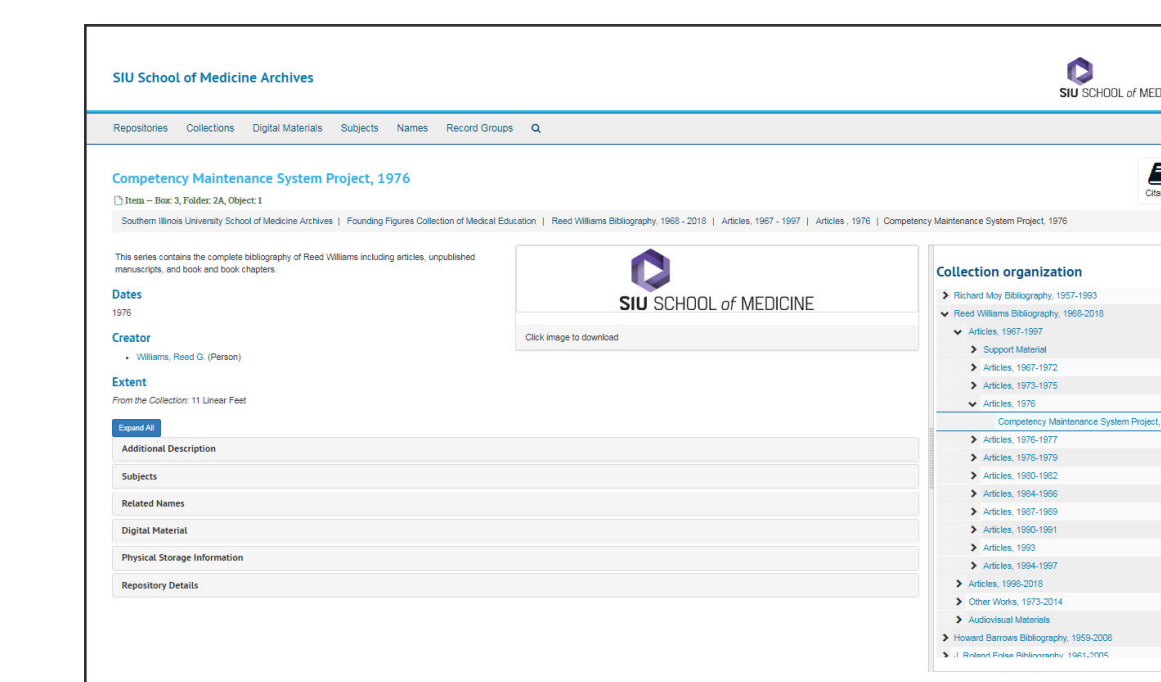 SIU School of Medicine Archives
SIU SCHOOL of MED
Repositories Collections Digital Materials Subjects Names Record Groups
Competency Maintenance System Project, 1976
Cita
Item — Box: 3, Folder: 2A, Object: 1
Southern Illinois University School of Medicine Archives | Founding Figures Collection of Medical Education | Reed Williams Bibliography, 1968 - 2018 | Articles, 1967 - 1997 | Articles , 1976 | Competency Maintenance System Project, 1976
This series contains the complete bibliography of Reed Williams including articles, unpublished
manuscripts, and book and book chapters.
Dates
1976
Creator
• Williams, Reed G. (Person)
Extent
From the Collection: 11 Linear Feet
SIU SCHOOL of MEDICINE
Click image to download
Expand All
Additional Description
Subjects
Related Names
Digital Material
Physical Storage Information
Repository Details
Collection organization
Richard Moy Bibliography, 1957-1993
Reed Williams Bibliography, 1968-2018
Articles, 1967-1997
Support Material
Articles, 1967-1972
Articles, 1973-1975
Articles, 1976
Competency Maintenance System Project,
Articles, 1976-1977
Articles, 1978-1979
Articles, 1980-1982
Articles, 1984-1986
Articles, 1987-1989
Articles, 1990-1991
Articles, 1993
Articles, 1994-1997
Articles, 1998-2018
Other Works, 1973-2014
Audiovisual Materials
Howard Barrows Bibliography, 1959-2008
J. Roland Folse Bibliography, 1961-2005